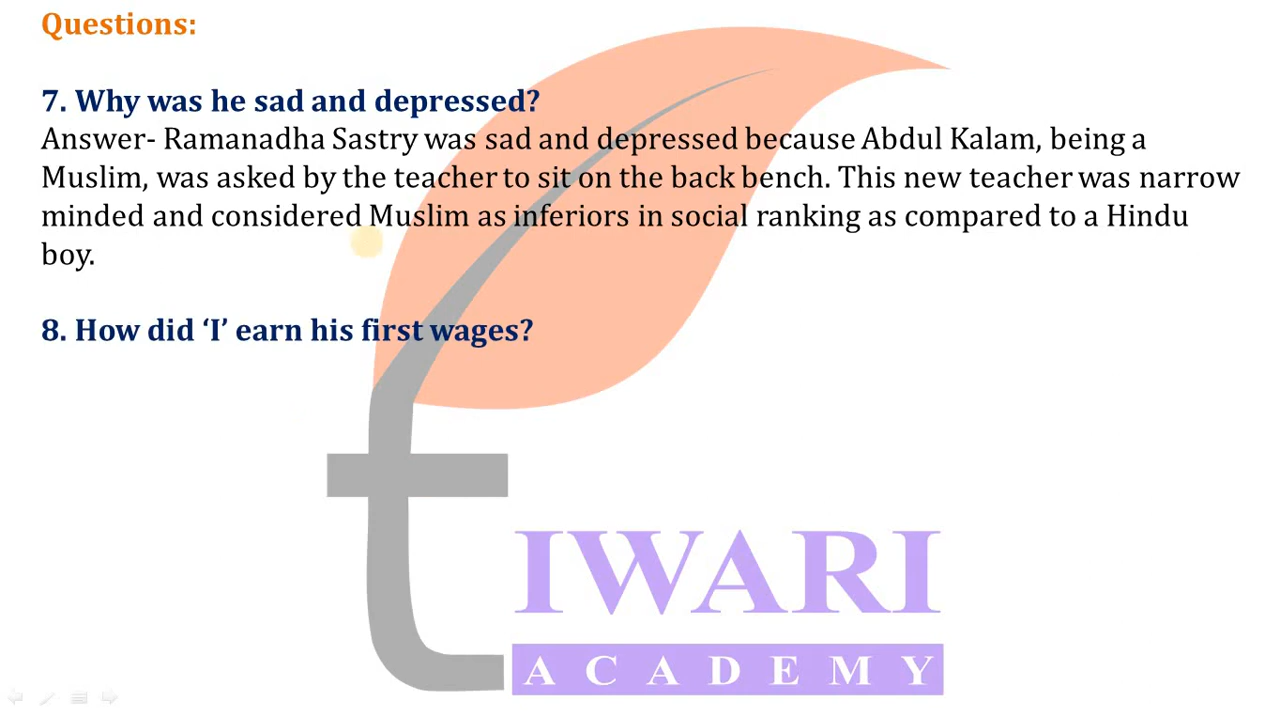 Questions:
7. Why was he sad and depressed?
Answer- Ramanadha Sastry was sad and depressed because Abdul Kalam, being a
Muslim, was asked by the teacher to sit on the back bench. This new teacher was narrow
minded and considered Muslim as inferiors in social ranking as compared to a Hindu
boy.
8. How did ‘I’ earn his first wages?
tIWARI
ACADEMY